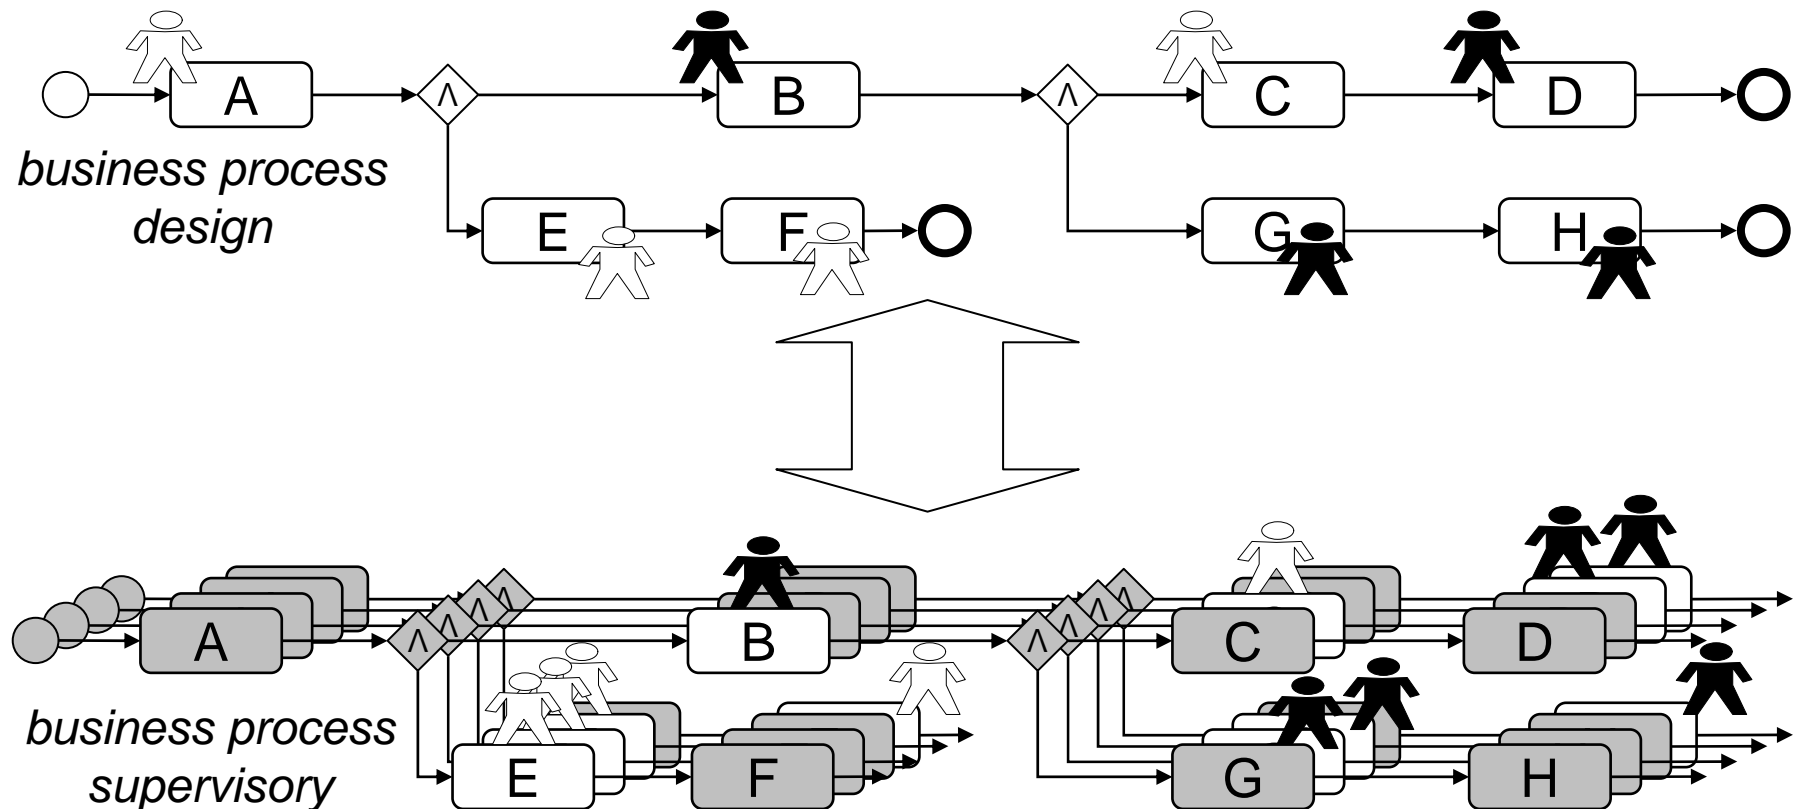 A
∧
B
∧
C
D
business process
design
E
F
G
H
A
∧
∧
∧
∧
B
∧
∧
∧
∧
C
D
business process
supervisory
E
F
G
H